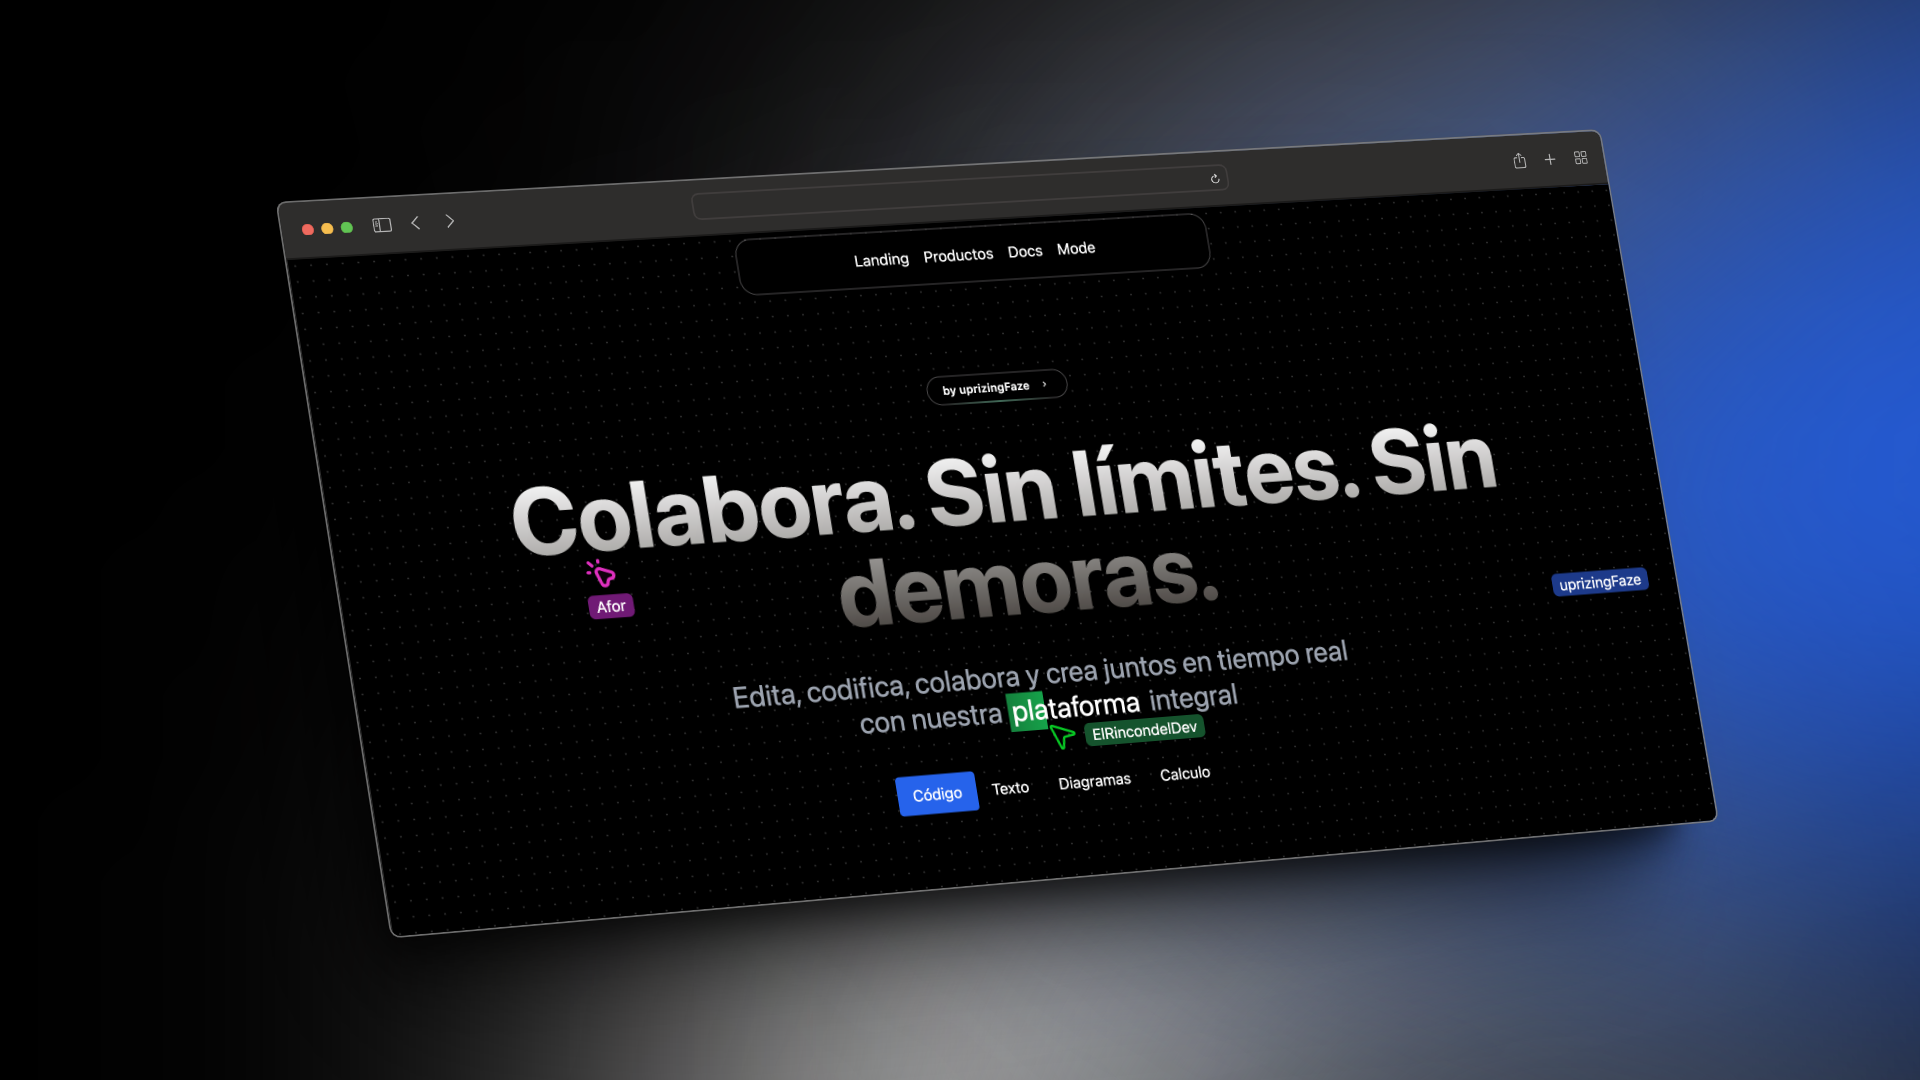 Landing Productos Docs Mode
by uprizingFaze
Colabora. Sin límites. Sin
demoras.
Afor
uprizingFaze
Edita, codifica, colabora y crea juntos en tiempo real
con nuestra plataforma integral
ElRincondelDev
Código Texto Diagramas Calculo